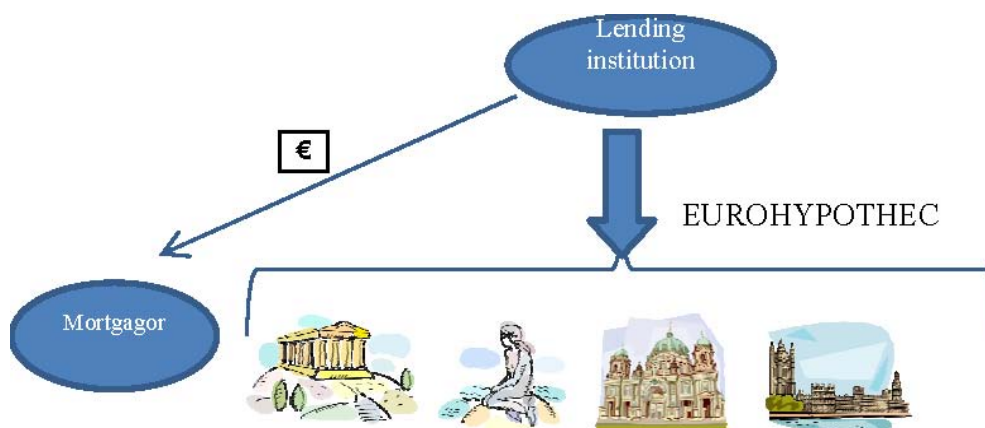 Lending
institution
€
EUROHYPOTHEC
Mortgagor